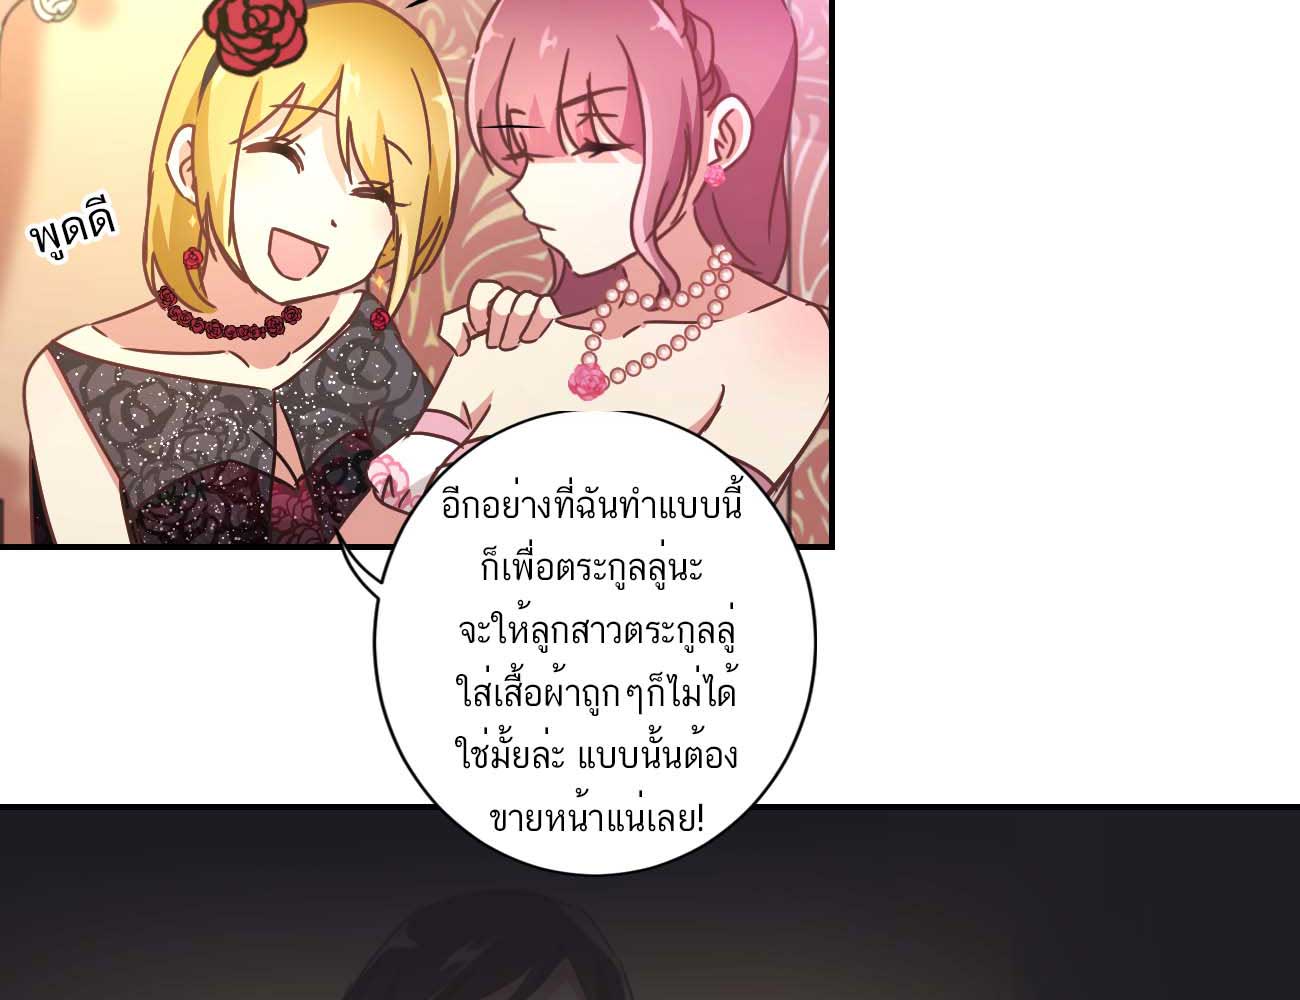 พูดดี
อีกอย่างที่ฉันทำแบบนี้
ก็เพื่อตระกูลลู่นะ
จะให้ลูกสาวตระกูลลู่
ใส่เสื้อผ้าถูกๆก็ไม่ได้
ใช่มั้ยล่ะ แบบนั้นต้อง
ขายหน้าแน่เลย!